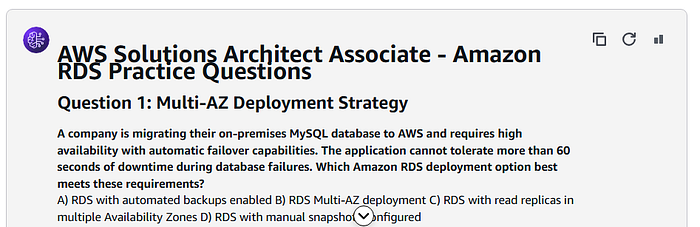 AWS Solutions Architect Associate - Amazon
RDS Practice Questions
Question 1: Multi-AZ Deployment Strategy
A company is migrating their on-premises MySQL database to AWS and requires high
availability with automatic failover capabilities. The application cannot tolerate more than 60
seconds of downtime during database failures. Which Amazon RDS deployment option best
meets these requirements?
A) RDS with automated backups enabled B) RDS Multi-AZ deployment C) RDS with read replicas in
multiple Availability Zones D) RDS with manual